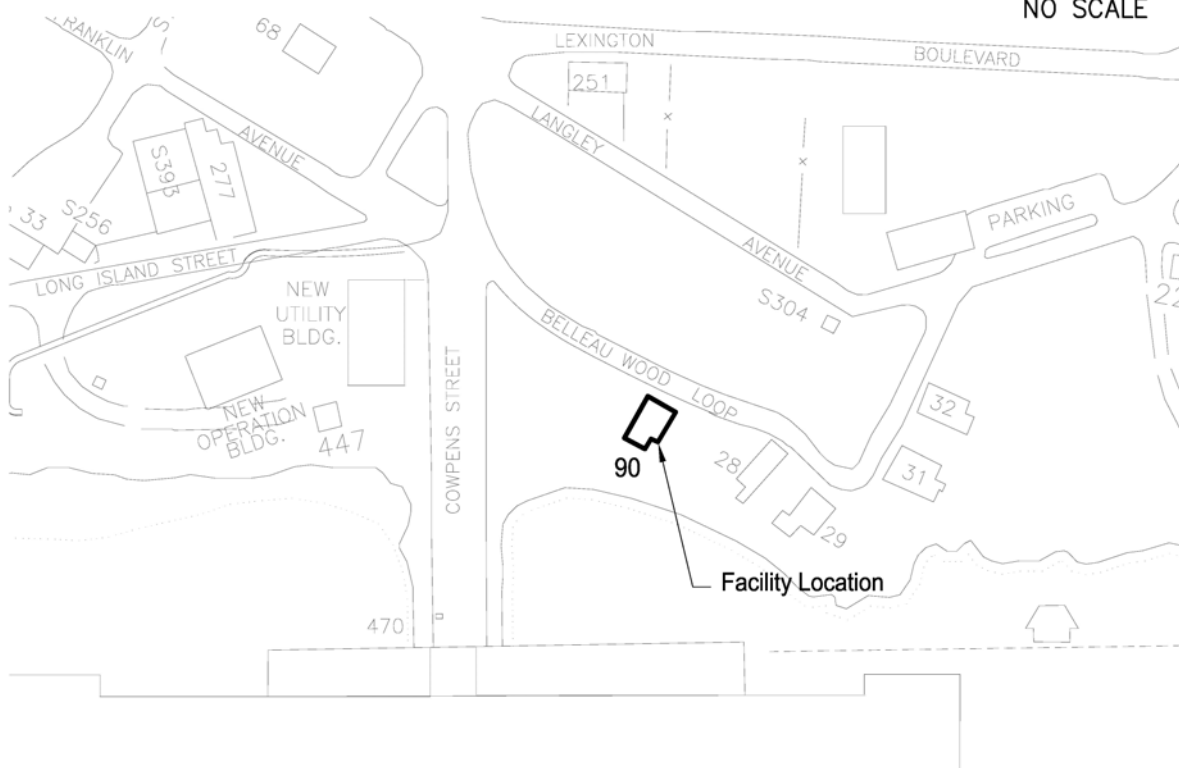 NO SCALE
68
LEXINGTON
BOULEVARD
251
LANGLEY
AVENUE
S393
277
S256
33
PARKING
LONG ISLAND STREET
AVENUE
S304
NEW
UTILITY
BLDG.
BELLEAU WOOD LOOP
COWPENS STREET
NEW
OPERATION
BLDG.
447
32
90
28
31
29
Facility Location
470